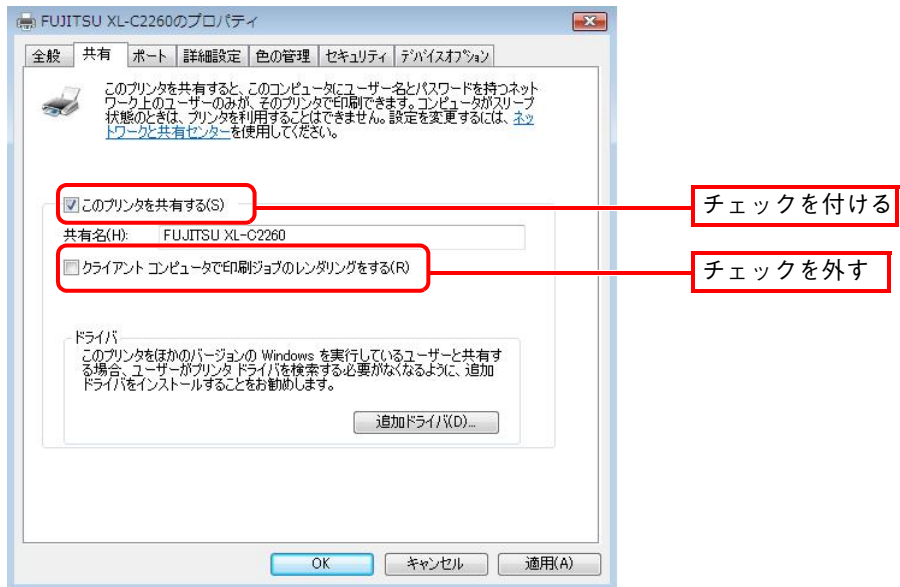 FUJITSU XL-C2260のプロパティ
全般 共有 ポート 詳細設定 色の管理 セキュリティ デバイスオプション
このプリンタを共有すると、このコンピュータにユーザー名とパスワードを持つネット
ワーク上のユーザーのみが、そのプリンタで印刷できます。コンピュータがスリープ
状態のときは、プリンタを利用することはできません。設定を変更するには、ネッ
トワークと共有センターを使用してください。
このプリンタを共有する(S)
チェックを付ける
共有名(H): FUJITSU XL-C2260
クライアント コンピュータで印刷ジョブのレンダリングをする(R)
チェックを外す
ドライバ
このプリンタをほかのバージョンの Windows を実行しているユーザーと共有す
る場合、ユーザーがプリンタ ドライバを検索する必要がなくなるように、追加
ドライバをインストールすることをお勧めします。
追加ドライバ(D)...
OK キャンセル 適用(A)